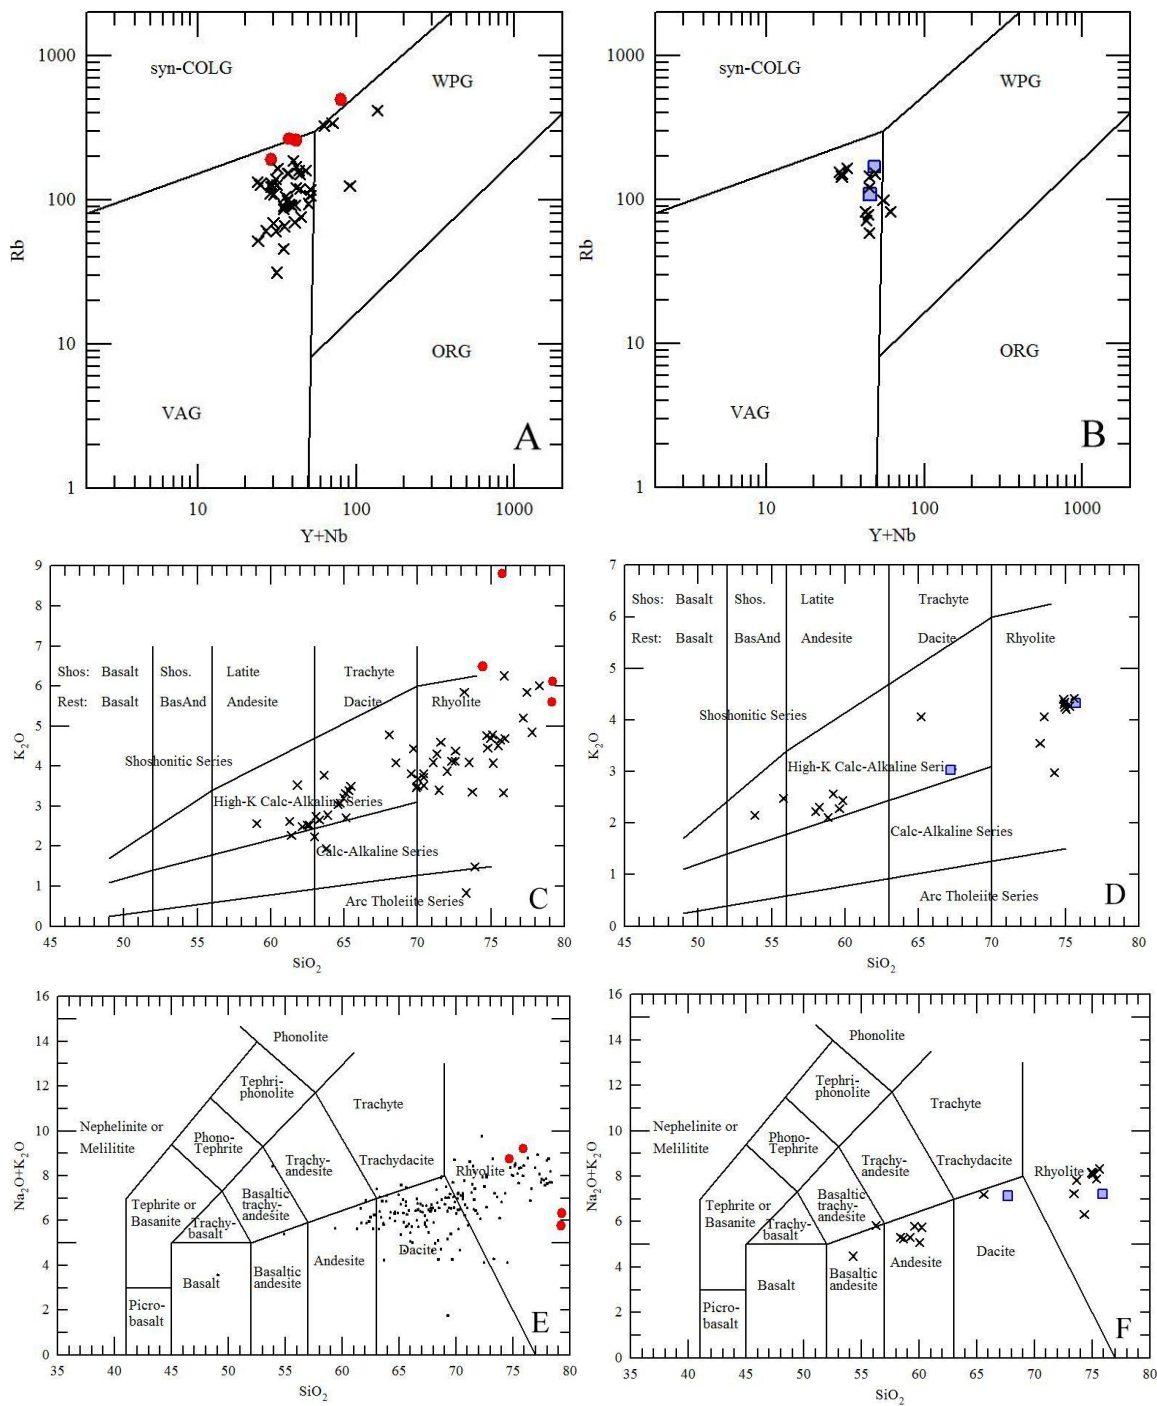 1000
100
10
1
Rb
syn-COLG
WPG
ORG
VAG
A
10
100
1000
Y+Nb
1000
100
10
1
Rb
syn-COLG
WPG
ORG
VAG
B
10
100
1000
Y+Nb
9
8
7
6
5
4
3
2
1
0
K2O
Shos: Basalt Shos. Latite Trachyte
Rest: Basalt BasAnd Andesite Dacite Rhyolite
Shoshonitic Series
High-K Calc-Alkaline Series
Calc-Alkaline Series
Arc Tholeiite Series
C
45 50 55 60 65 70 75 80
SiO2
7
6
5
4
3
2
1
0
K2O
Shos: Basalt Shos. Latite Trachyte
Rest: Basalt BasAnd Andesite Dacite Rhyolite
Shoshonitic Series
High-K Calc-Alkaline Series
Calc-Alkaline Series
Arc Tholeiite Series
D
45 50 55 60 65 70 75 80
SiO2
16
14
12
10
8
6
4
2
0
Na2O+K2O
Phonolite
Tephri-
phonolite
Trachyte
Nephelinite or
Melilitite
Phono-
Tephrite
Trachy-
andesite
Trachydacite
Rhyolite
Tephrite or
Basanite
Basaltic
trachy-
andesite
Trachy-
basalt
Basalt
Basaltic
andesite
Andesite
Dacite
Picro-
basalt
E
35 40 45 50 55 60 65 70 75 80
SiO2
16
14
12
10
8
6
4
2
0
Na2O+K2O
Phonolite
Tephri-
phonolite
Trachyte
Nephelinite or
Melilitite
Phono-
Tephrite
Trachy-
andesite
Trachydacite
Rhyolite
Tephrite or
Basanite
Basaltic
trachy-
andesite
Trachy-
basalt
Basalt
Basaltic
andesite
Andesite
Dacite
Picro-
basalt
F
35 40 45 50 55 60 65 70 75 80
SiO2